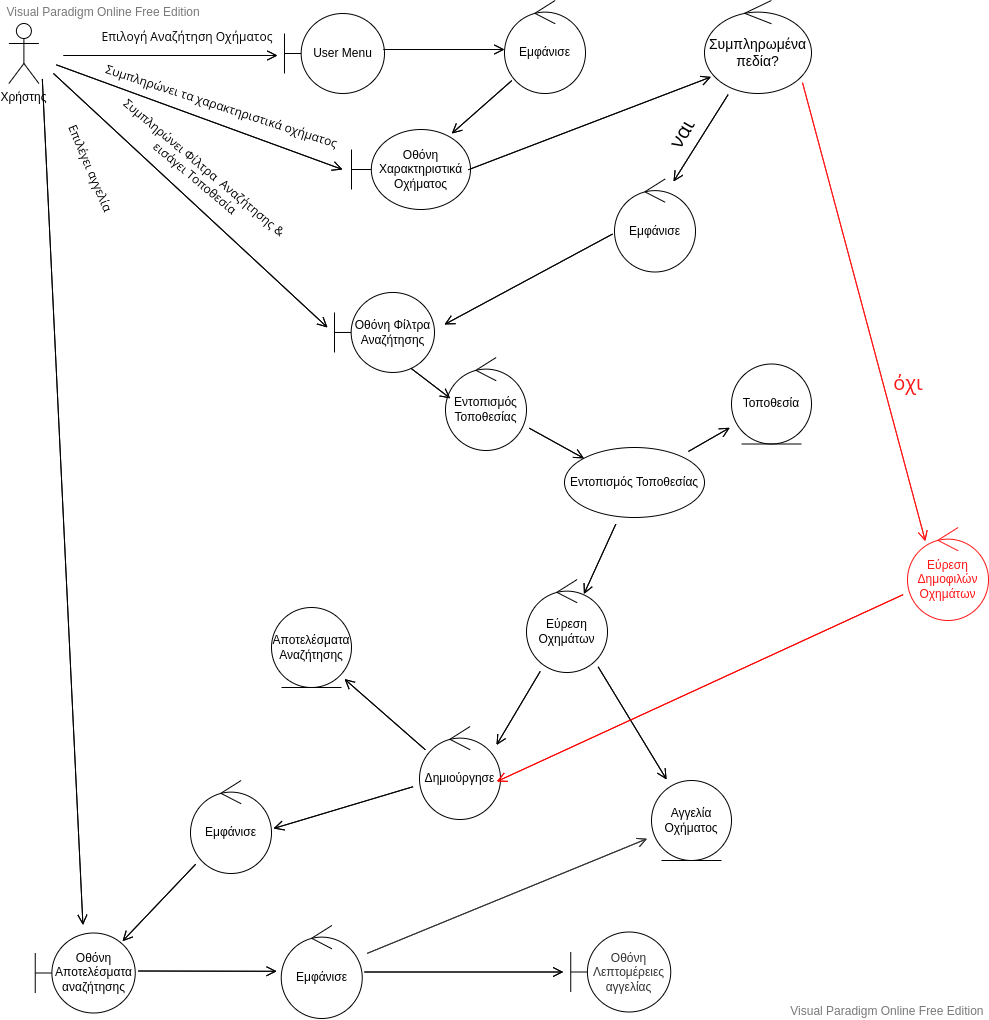 Visual Paradigm Online Free Edition
Επιλογή Αναζήτηση Οχήματος
User Menu
Εμφάνισε
Συμπληρωμένα
πεδία?
Χρήστης
Συμπληρώνει τα χαρακτηριστικά οχήματος
Συμπληρώνει Φίλτρα Αναζήτησης &
εισάγει Τοποθεσία
Επιλέγει αγγελία
Οθόνη
Χαρακτηριστικά
Οχήματος
ναι
Εμφάνισε
Οθόνη Φίλτρα
Αναζήτησης
όχι
Εντοπισμός
Τοποθεσίας
Τοποθεσία
Εντοπισμός Τοποθεσίας
Εύρεση
Δημοφιλών
Οχημάτων
Εύρεση
Οχημάτων
Αποτελέσματα
Αναζήτησης
Δημιούργησε
Εμφάνισε
Αγγελία
Οχήματος
Οθόνη
Αποτελέσματα
αναζήτησης
Εμφάνισε
Οθόνη
Λεπτομέρειες
αγγελίας
Visual Paradigm Online Free Edition